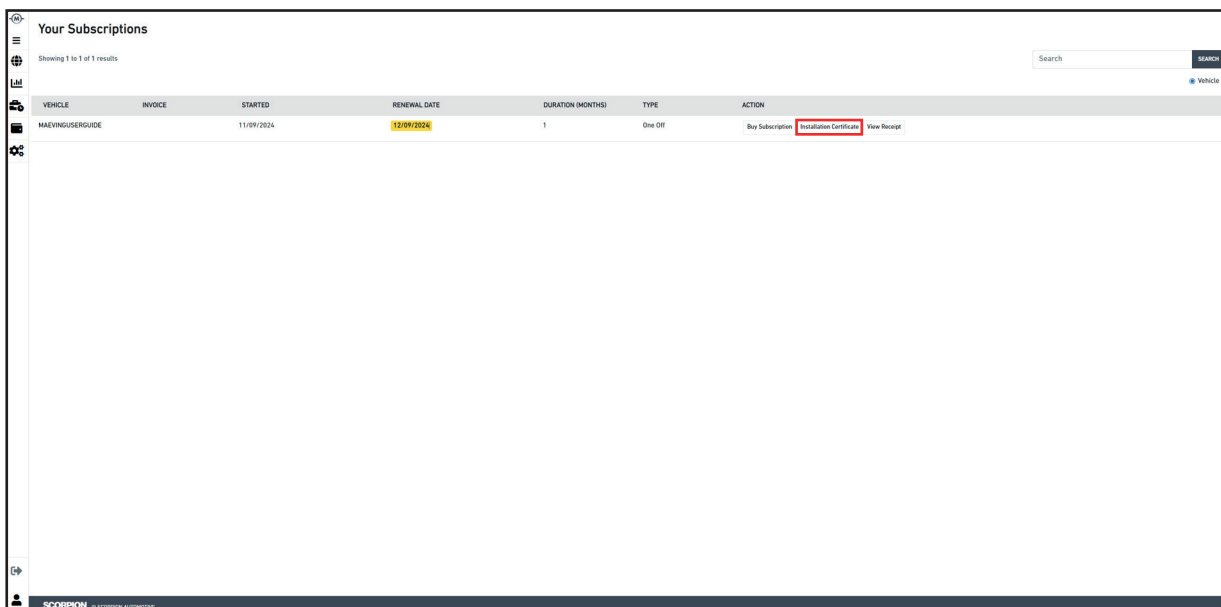 M
Your Subscriptions
Showing 1 to 1 of 1 results
Search SEARCH
Vehicle
VEHICLE INVOICE STARTED RENEWAL DATE DURATION (MONTHS) TYPE ACTION
MAEVINGUSERGUIDE 11/09/2024 12/09/2024 1 One Off Buy Subscription Installation Certificate View Receipt
SCORPION © SCORPION AUTOMOTIVE